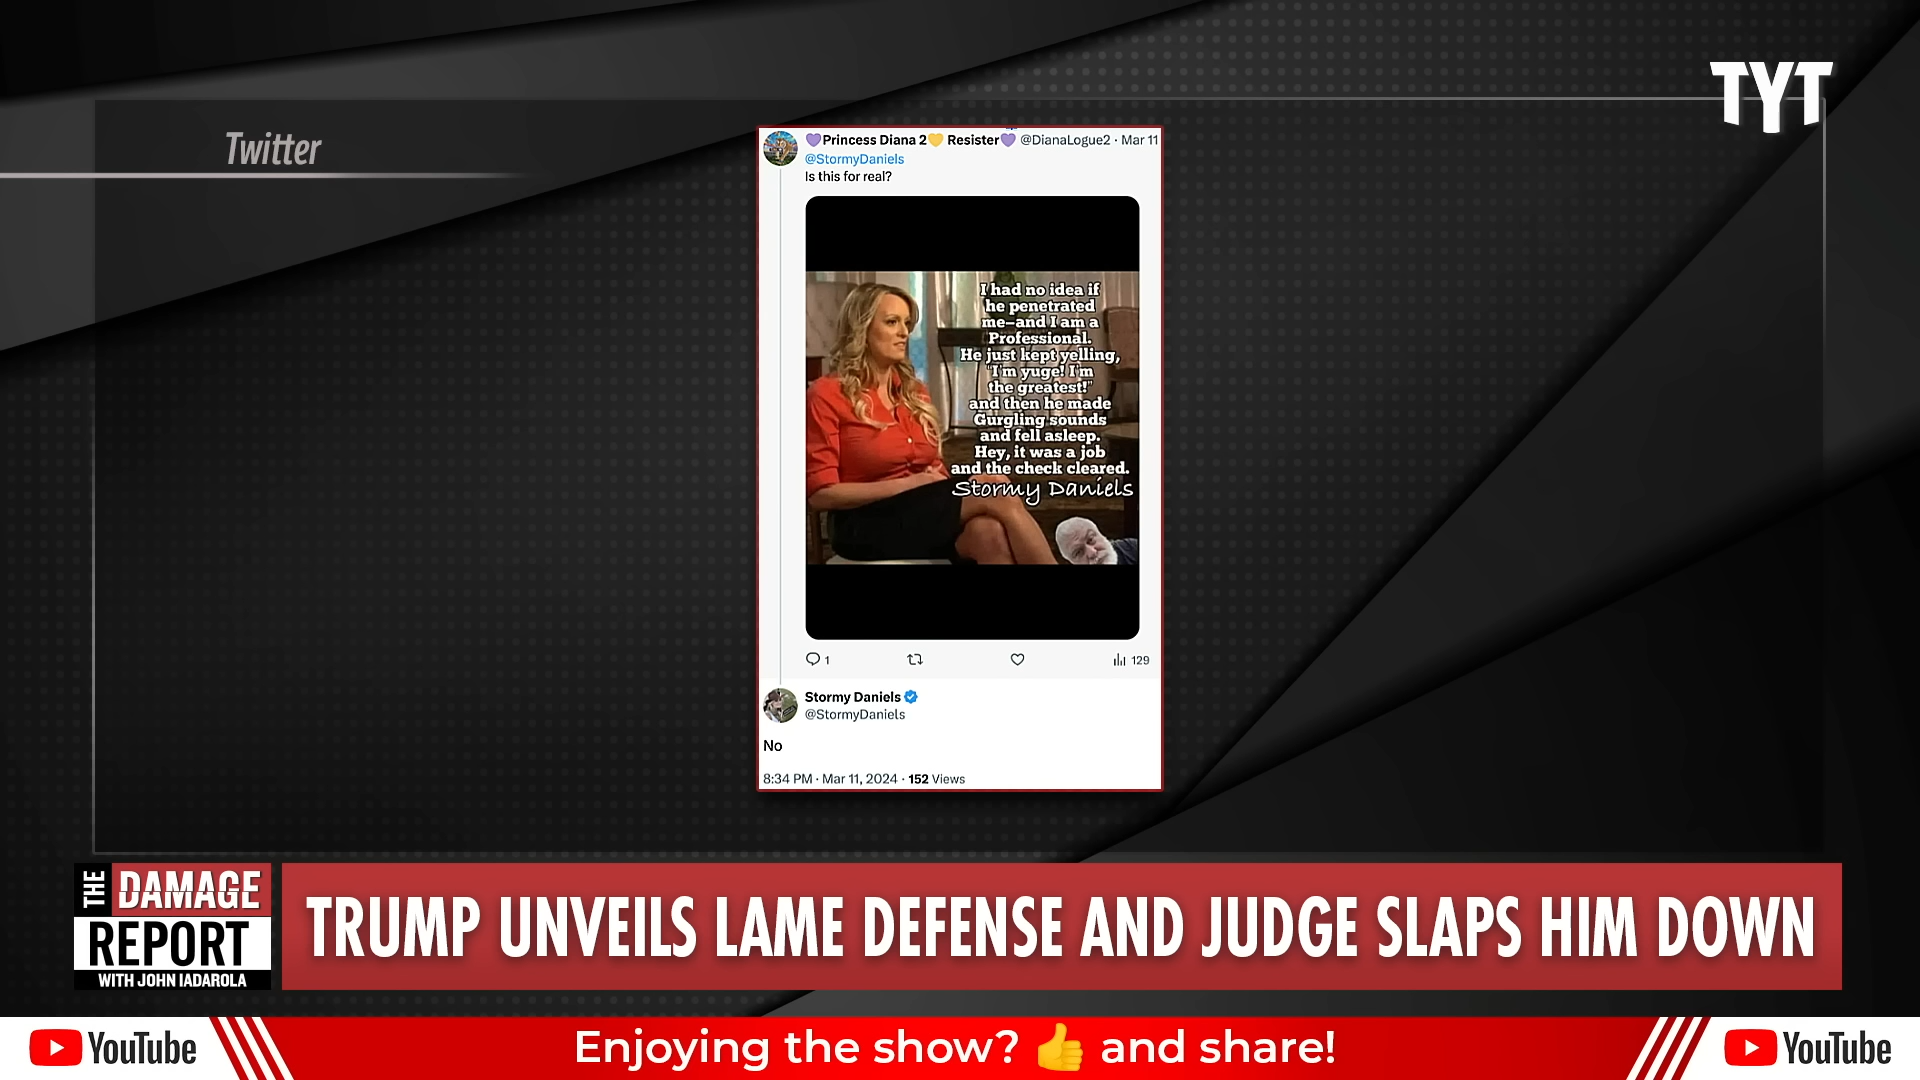 TYT
Twitter
💜Princess Diana 2💛 Resister💜 @DianaLogue2 · Mar 11
@StormyDaniels
Is this for real?
I had no idea if
he penetrated
me—and I am a
Professional.
He just kept yelling,
"I'm yuge! I'm
the greatest!"
and then he made
Gurgling sounds
and fell asleep.
Hey, it was a job
and the check cleared.
Stormy Daniels
1
129
Stormy Daniels
@StormyDaniels
No
8:34 PM · Mar 11, 2024 · 152 Views
THE DAMAGE
REPORT
WITH JOHN IADAROLA
TRUMP UNVEILS LAME DEFENSE AND JUDGE SLAPS HIM DOWN
YouTube
Enjoying the show? 👍 and share!
YouTube